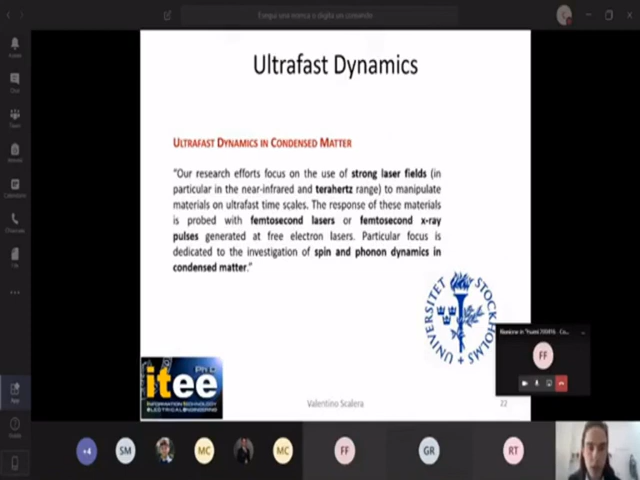 Esegui una ricerca o digita un comando
Ultrafast Dynamics
ULTRAFAST DYNAMICS IN CONDENSED MATTER
"Our research efforts focus on the use of strong laser fields (in
particular in the near-infrared and terahertz range) to manipulate
materials on ultrafast time scales. The response of these materials
is probed with femtosecond lasers or femtosecond x-ray
pulses generated at free electron lasers. Particular focus is
dedicated to the investigation of spin and phonon dynamics in
condensed matter."
STOCKHOLMS UNIVERSITET
FF
Ph D
itee
INFORMATION TECHNOLOGY
ELECTRICAL ENGINEERING
Valentino Scalera
22
+4
SM
MC
MC
FF
GR
RT